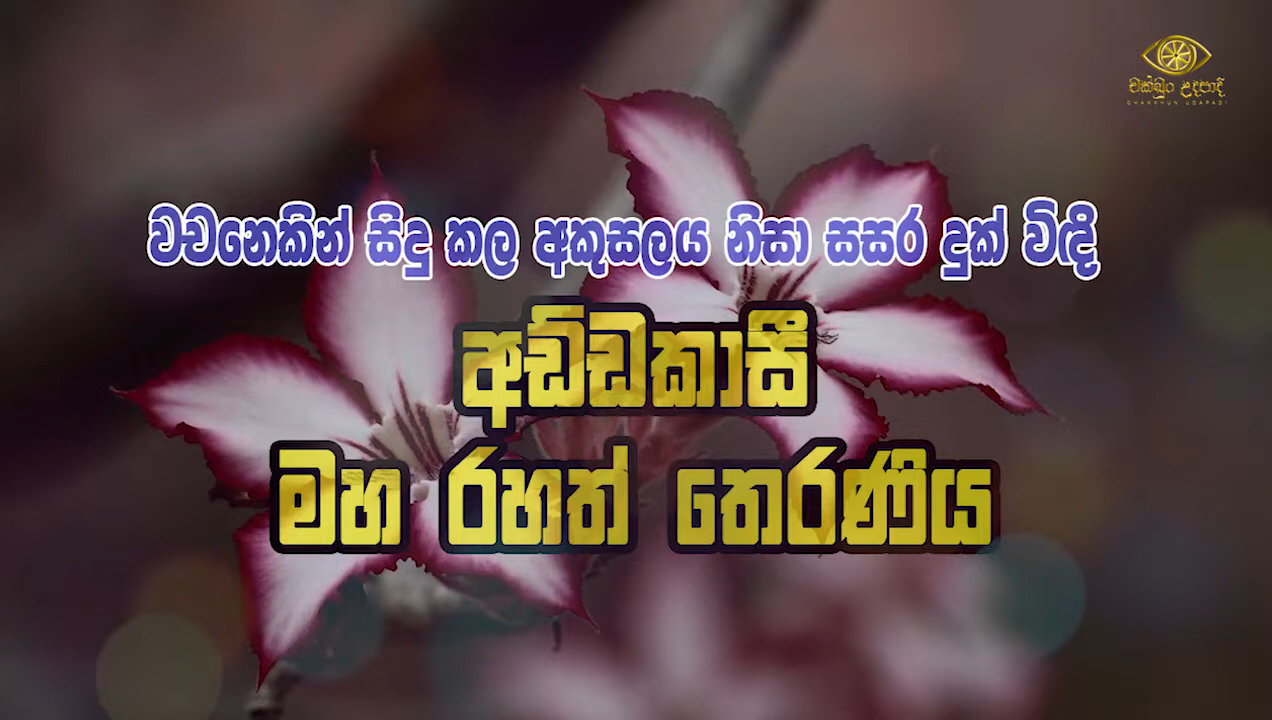 චක්ඛුං උදපාදි
CHAKKHUN UDAPADI
වචනෙකින් සිදු කල අකුසලය නිසා සසර දුක් විඳි
අඩ්ඪකාසී
මහ රහත් තෙරණිය